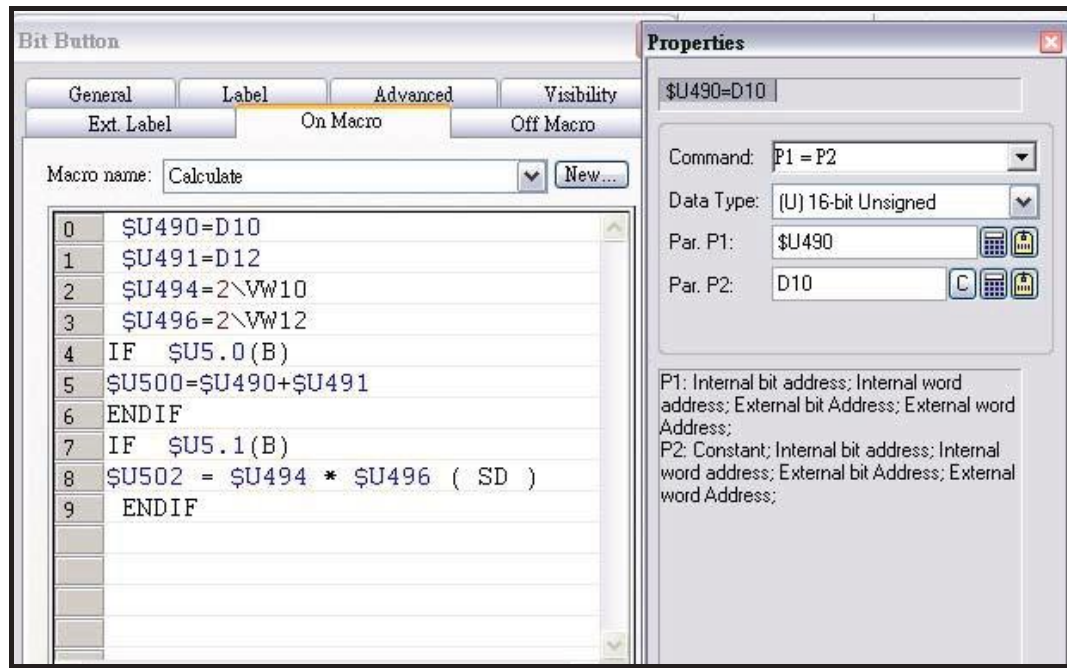 Bit Button
General Label Advanced Visibility
Ext. Label On Macro Off Macro
Macro name: Calculate New...
0 $U490=D10
1 $U491=D12
2 $U494=2\VW10
3 $U496=2\VW12
4 IF $U5.0(B)
5 $U500=$U490+$U491
6 ENDIF
7 IF $U5.1(B)
8 $U502 = $U494 * $U496 ( SD )
9 ENDIF
Properties
$U490=D10
Command: P1 = P2
Data Type: (U) 16-bit Unsigned
Par. P1: $U490
Par. P2: D10 C
P1: Internal bit address; Internal word
address; External bit Address; External word
Address;
P2: Constant; Internal bit address; Internal
word address; External bit Address; External
word Address;